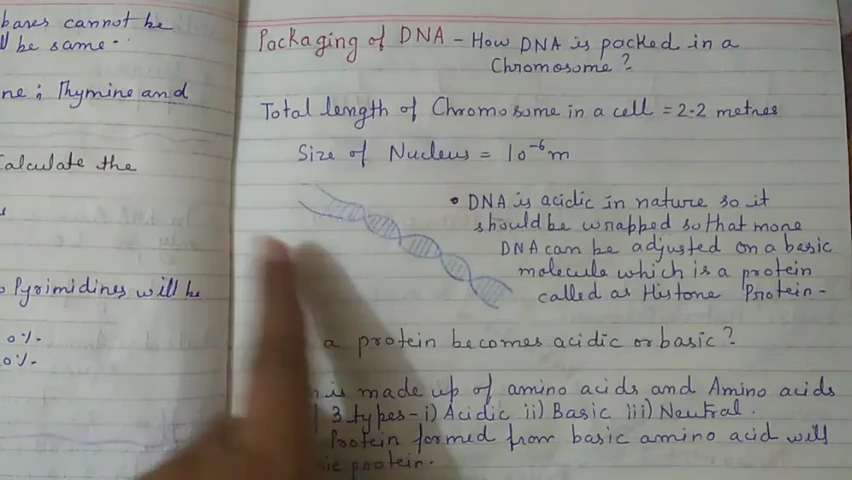 bares cannot be
be same.
Thymine and
Calculate the
Pyrimidines will be
0%.
0%.
Packaging of DNA - How DNA is packed in a
Chromosome?
Total length of Chromosome in a cell = 2.2 metres
Size of Nucleus = 10⁻⁶m
• DNA is acidic in nature so it
should be wrapped so that more
DNA can be adjusted on a basic
molecule which is a protein
called as Histone Protein-
a protein becomes acidic or basic?
is made up of amino acids and Amino acids
3 types - i) Acidic ii) Basic iii) Neutral.
Protein formed from basic amino acid will
protein.